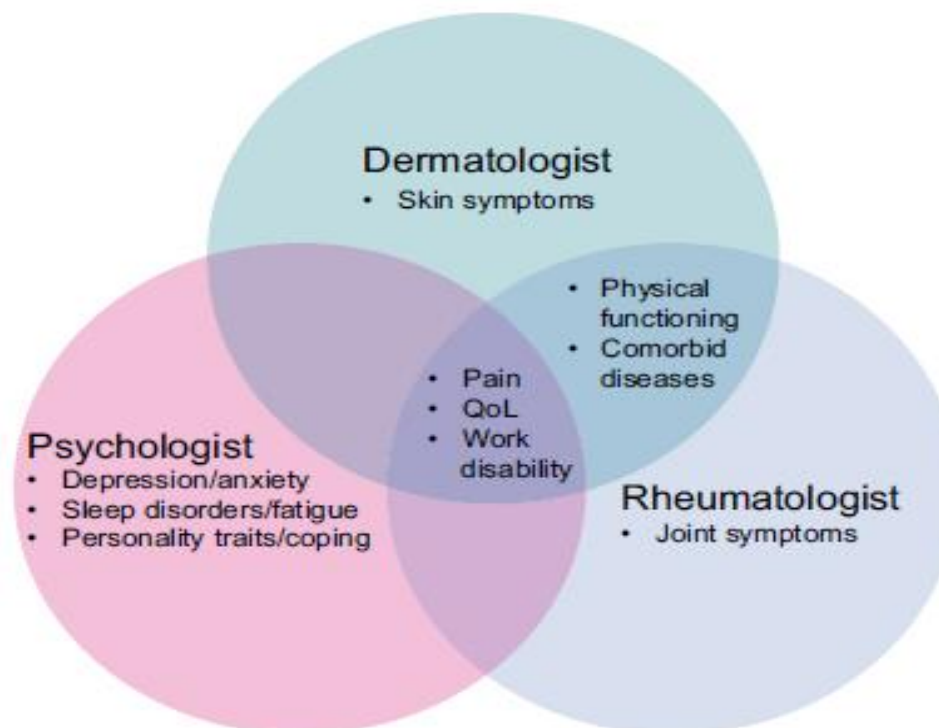 Dermatologist
• Skin symptoms
• Physical
functioning
• Comorbid
diseases
• Pain
• QoL
• Work
disability
Psychologist
• Depression/anxiety
• Sleep disorders/fatigue
• Personality traits/coping
Rheumatologist
• Joint symptoms